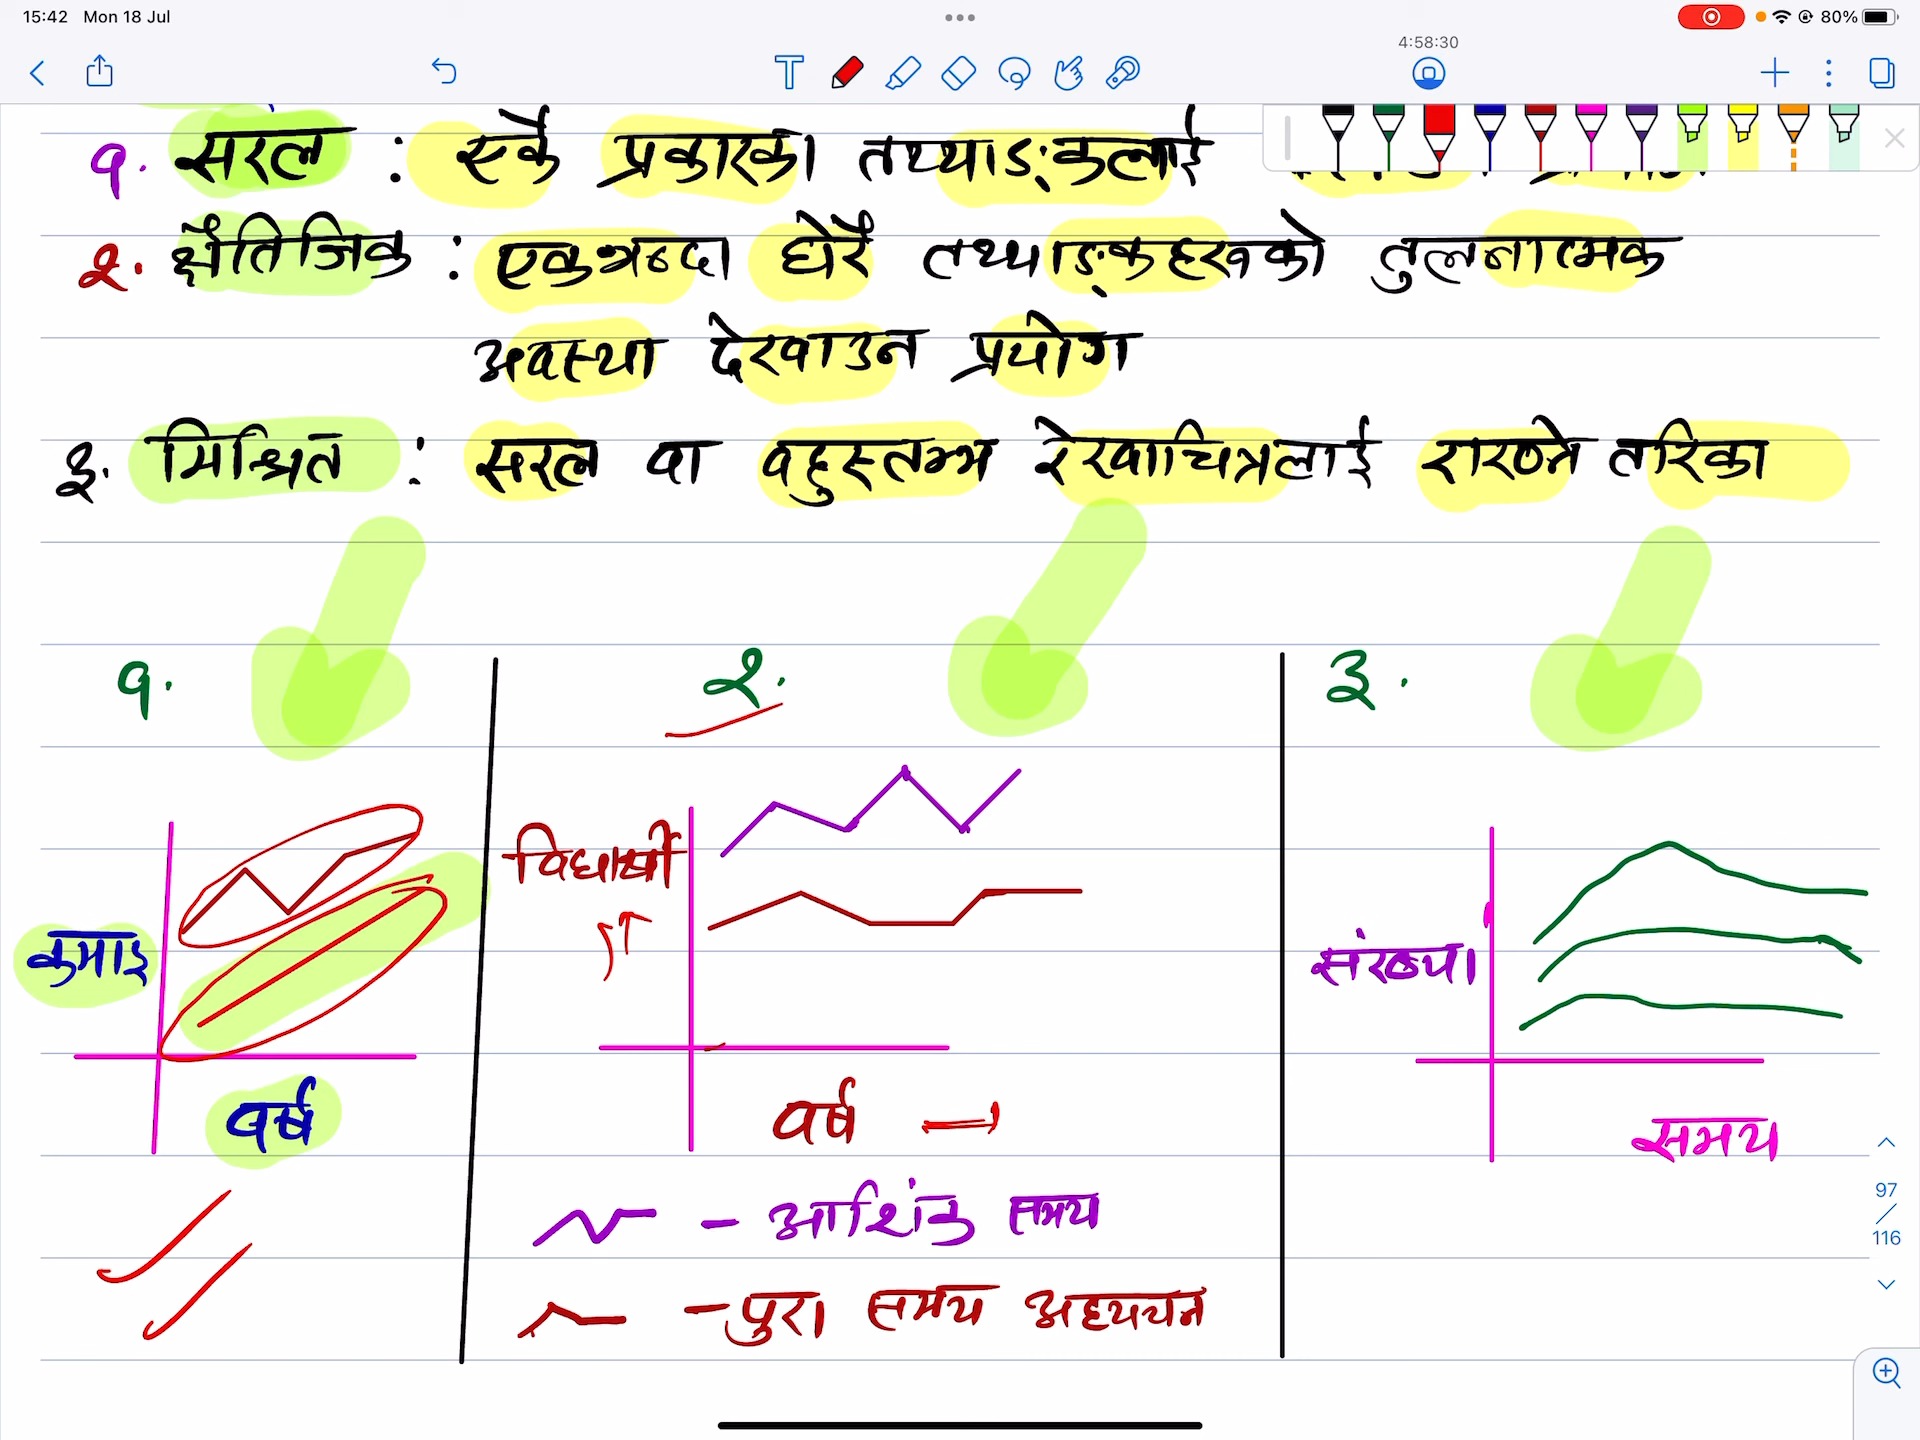 15:42 Mon 18 Jul
80%
4:58:30
T
१. सरल : एकै प्रकारका तथ्याङ्कलाई
२. क्षैतिजिक : एकभन्दा धेरै तथ्याङ्कहरूको तुलनात्मक
अवस्था देखाउन प्रयोग
३. मिश्रित : सरल वा बहुस्तम्भ रेखाचित्रलाई राख्ने तरिका
१. २. ३.
विद्यार्थी
कमाइ
संख्या
वर्ष
वर्ष
समय
97
/
116
- आशिंक समय
- पुरा समय अध्ययन